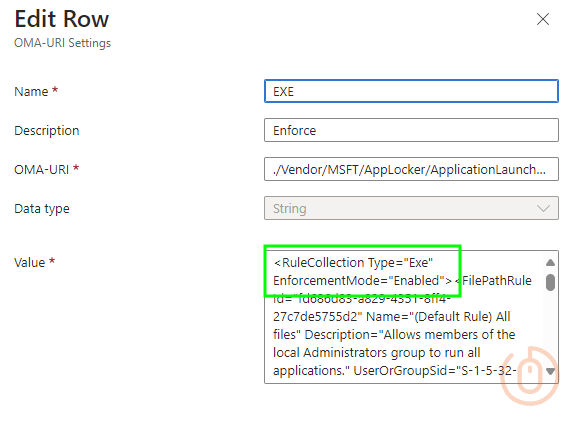 Edit Row
OMA-URI Settings
Name *
EXE
Description
Enforce
OMA-URI *
./Vendor/MSFT/AppLocker/ApplicationLaunch...
Data type
String
Value *
<RuleCollection Type="Exe"
EnforcementMode="Enabled"><FilePathRule
Id="fd686d83-a829-4351-8ff4-
27c7de5755d2" Name="(Default Rule) All
files" Description="Allows members of the
local Administrators group to run all
applications." UserOrGroupSid="S-1-5-32-